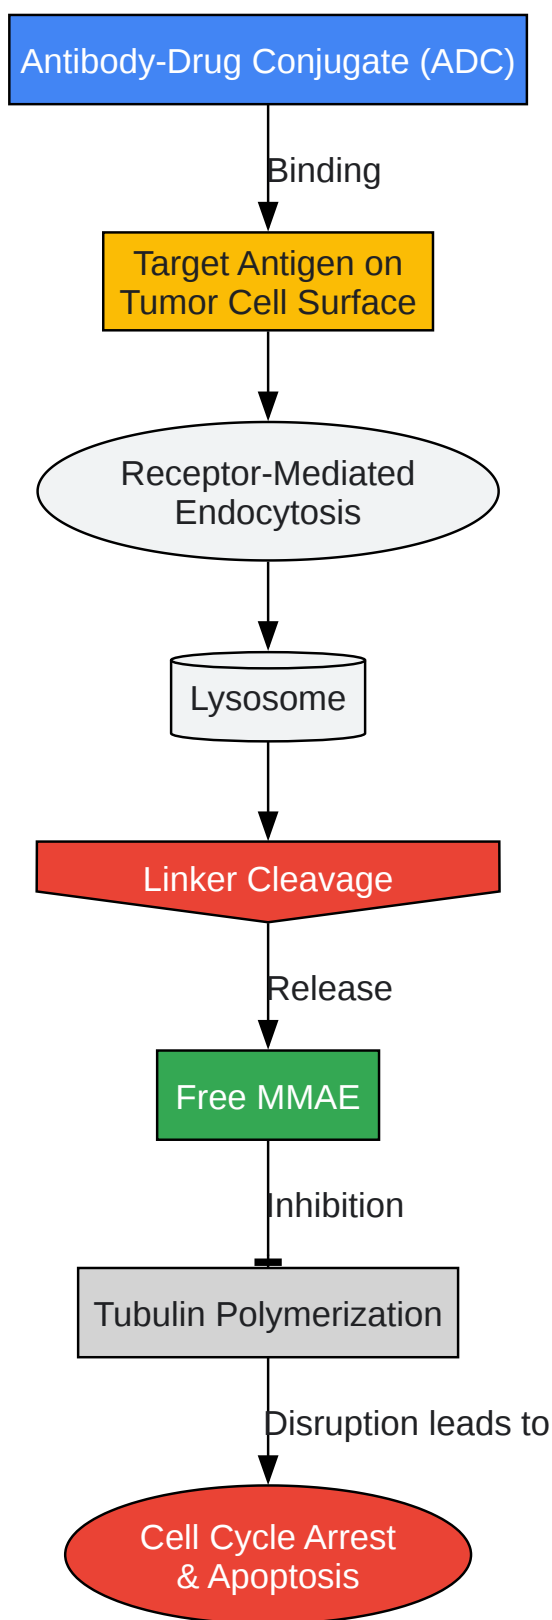 Antibody-Drug Conjugate (ADC)
Binding
Target Antigen on
Tumor Cell Surface
Receptor-Mediated
Endocytosis
Lysosome
Linker Cleavage
Release
Free MMAE
Inhibition
Tubulin Polymerization
Disruption leads to
Cell Cycle Arrest
& Apoptosis